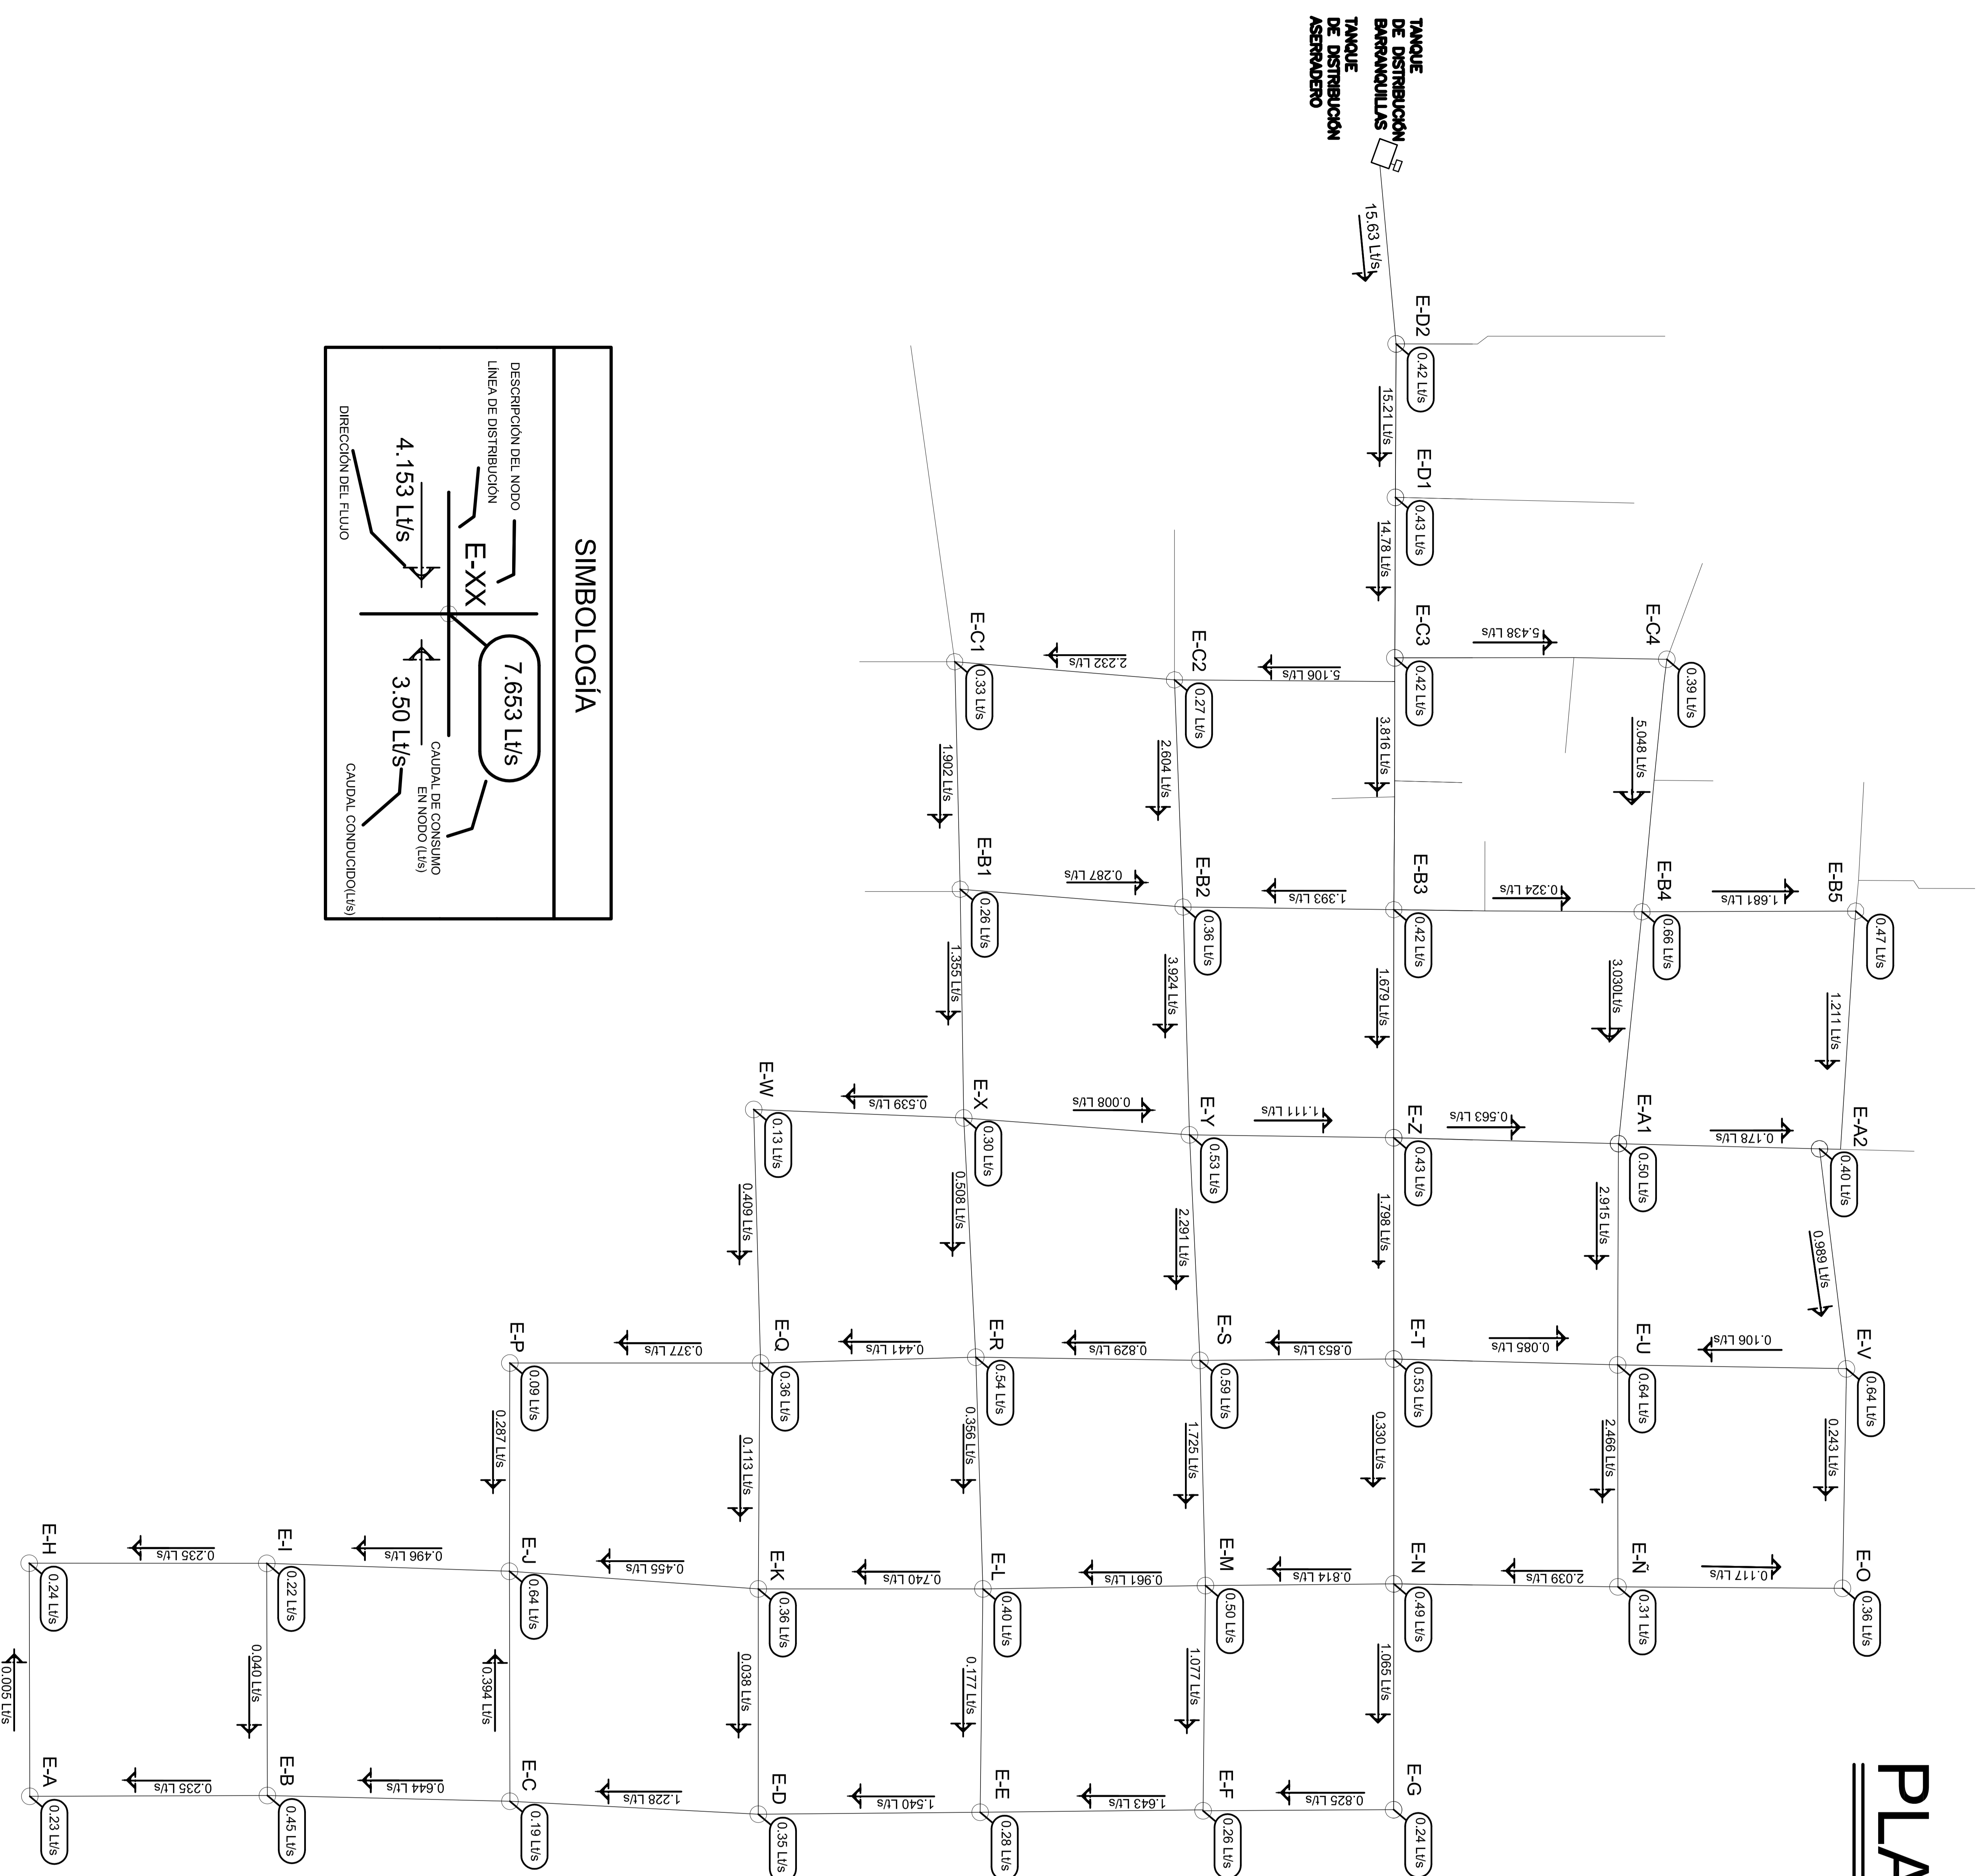 PLA
TANQUE
DE DISTRIBUCIÓN
BARRANQUILLAS
TANQUE
DE DISTRIBUCIÓN
ASERRADERO
15.63 Lt/s
E-D2
0.42 Lt/s
15.21 Lt/s
E-D1
0.43 Lt/s
14.78 Lt/s
E-C4
0.39 Lt/s
5.438 Lt/s
E-C3
0.42 Lt/s
5.106 Lt/s
E-C2
0.27 Lt/s
2.232 Lt/s
E-C1
0.33 Lt/s
5.048 Lt/s
3.816 Lt/s
2.604 Lt/s
1.902 Lt/s
E-B5
0.47 Lt/s
1.681 Lt/s
E-B4
0.66 Lt/s
0.324 Lt/s
E-B3
0.42 Lt/s
1.393 Lt/s
E-B2
0.36 Lt/s
0.287 Lt/s
E-B1
0.26 Lt/s
1.211 Lt/s
3.030Lt/s
1.679 Lt/s
3.924 Lt/s
1.355 Lt/s
E-A2
0.40 Lt/s
0.178 Lt/s
E-A1
0.50 Lt/s
0.563 Lt/s
E-Z
0.43 Lt/s
1.111 Lt/s
E-Y
0.53 Lt/s
0.008 Lt/s
E-X
0.30 Lt/s
0.539 Lt/s
E-W
0.13 Lt/s
0.989 Lt/s
2.915 Lt/s
1.798 Lt/s
2.291 Lt/s
0.508 Lt/s
0.409 Lt/s
E-V
0.64 Lt/s
0.106 Lt/s
E-U
0.64 Lt/s
0.085 Lt/s
E-T
0.53 Lt/s
0.853 Lt/s
E-S
0.59 Lt/s
0.829 Lt/s
E-R
0.54 Lt/s
0.441 Lt/s
E-Q
0.36 Lt/s
0.377 Lt/s
E-P
0.09 Lt/s
0.243 Lt/s
2.466 Lt/s
0.330 Lt/s
1.725 Lt/s
0.356 Lt/s
0.113 Lt/s
0.287 Lt/s
E-O
0.36 Lt/s
0.117 Lt/s
E-Ñ
0.31 Lt/s
2.039 Lt/s
E-N
0.49 Lt/s
0.814 Lt/s
E-M
0.50 Lt/s
0.961 Lt/s
E-L
0.40 Lt/s
0.740 Lt/s
E-K
0.36 Lt/s
0.455 Lt/s
E-J
0.64 Lt/s
0.496 Lt/s
E-I
0.22 Lt/s
0.235 Lt/s
E-H
0.24 Lt/s
1.065 Lt/s
1.077 Lt/s
0.177 Lt/s
0.038 Lt/s
0.394 Lt/s
0.040 Lt/s
0.005 Lt/s
E-G
0.24 Lt/s
0.825 Lt/s
E-F
0.26 Lt/s
1.643 Lt/s
E-E
0.28 Lt/s
1.540 Lt/s
E-D
0.35 Lt/s
1.228 Lt/s
E-C
0.19 Lt/s
0.644 Lt/s
E-B
0.45 Lt/s
0.235 Lt/s
E-A
0.23 Lt/s
SIMBOLOGÍA
DESCRIPCIÓN DEL NODO
LÍNEA DE DISTRIBUCIÓN
E-XX
7.653 Lt/s
4.153 Lt/s
3.50 Lt/s
CAUDAL DE CONSUMO
EN NODO (Lt/s)
DIRECCIÓN DEL FLUJO
CAUDAL CONDUCIDO(Lt/s)